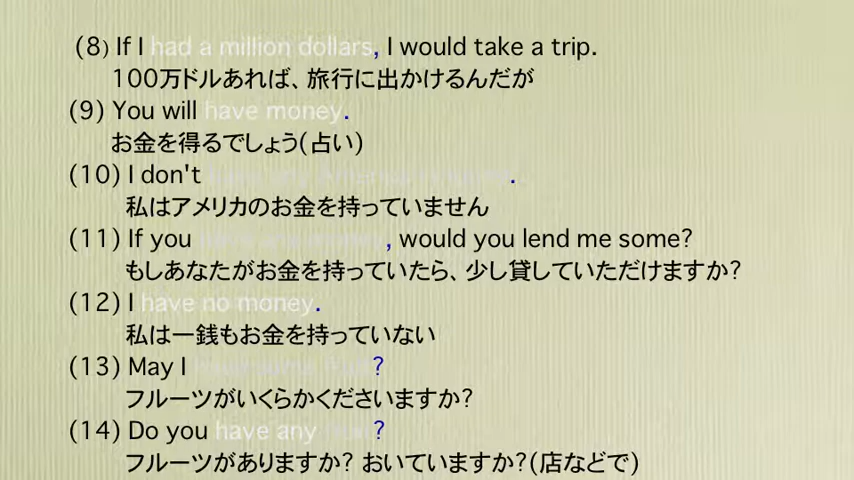 (8) If I had a million dollars, I would take a trip.
100万ドルあれば、旅行に出かけるんだが
(9) You will have money.
お金を得るでしょう(占い)
(10) I don't .
私はアメリカのお金を持っていません
(11) If you , would you lend me some?
もしあなたがお金を持っていたら、少し貸していただけますか?
(12) I have no money.
私は一銭もお金を持っていない
(13) May I ?
フルーツがいくらかくださいますか?
(14) Do you have any ?
フルーツがありますか? おいていますか?(店などで)